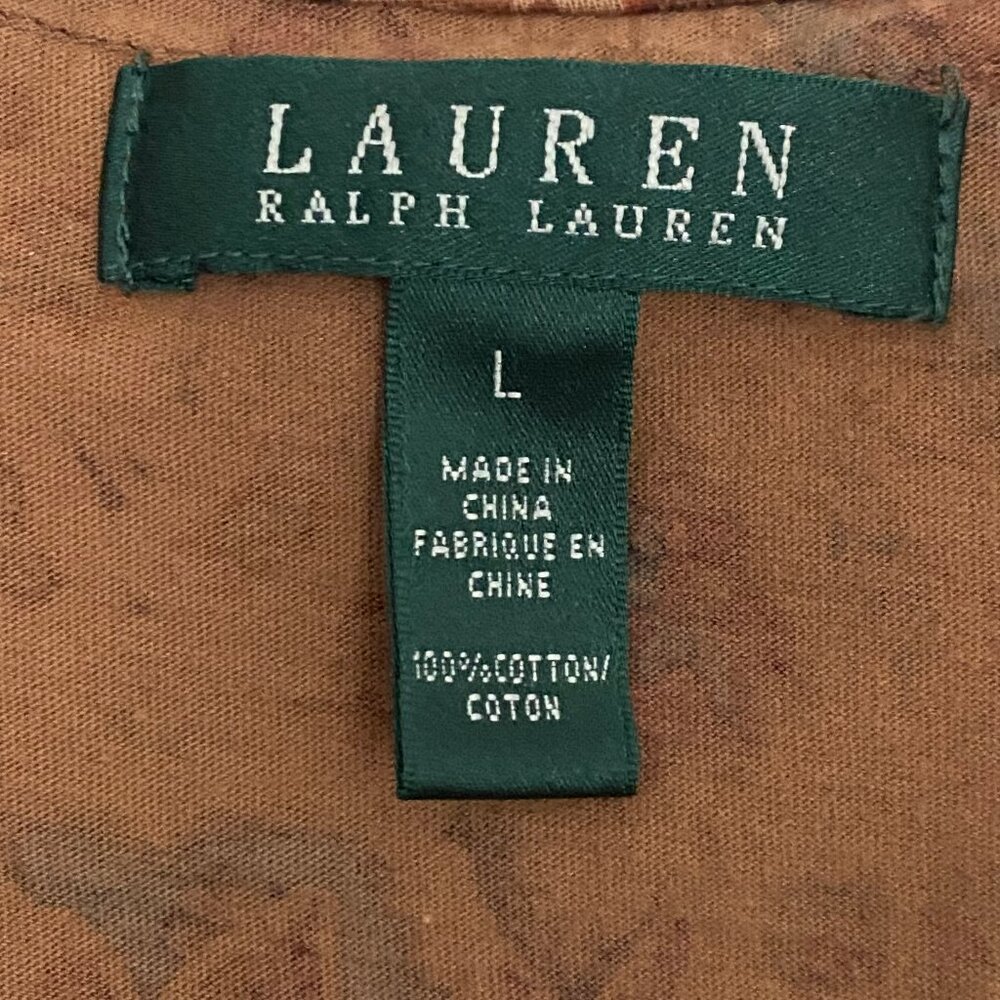 LAUREN
RALPH LAUREN
L
MADE IN
CHINA
FABRIQUE EN
CHINE
100%COTTON/
COTON